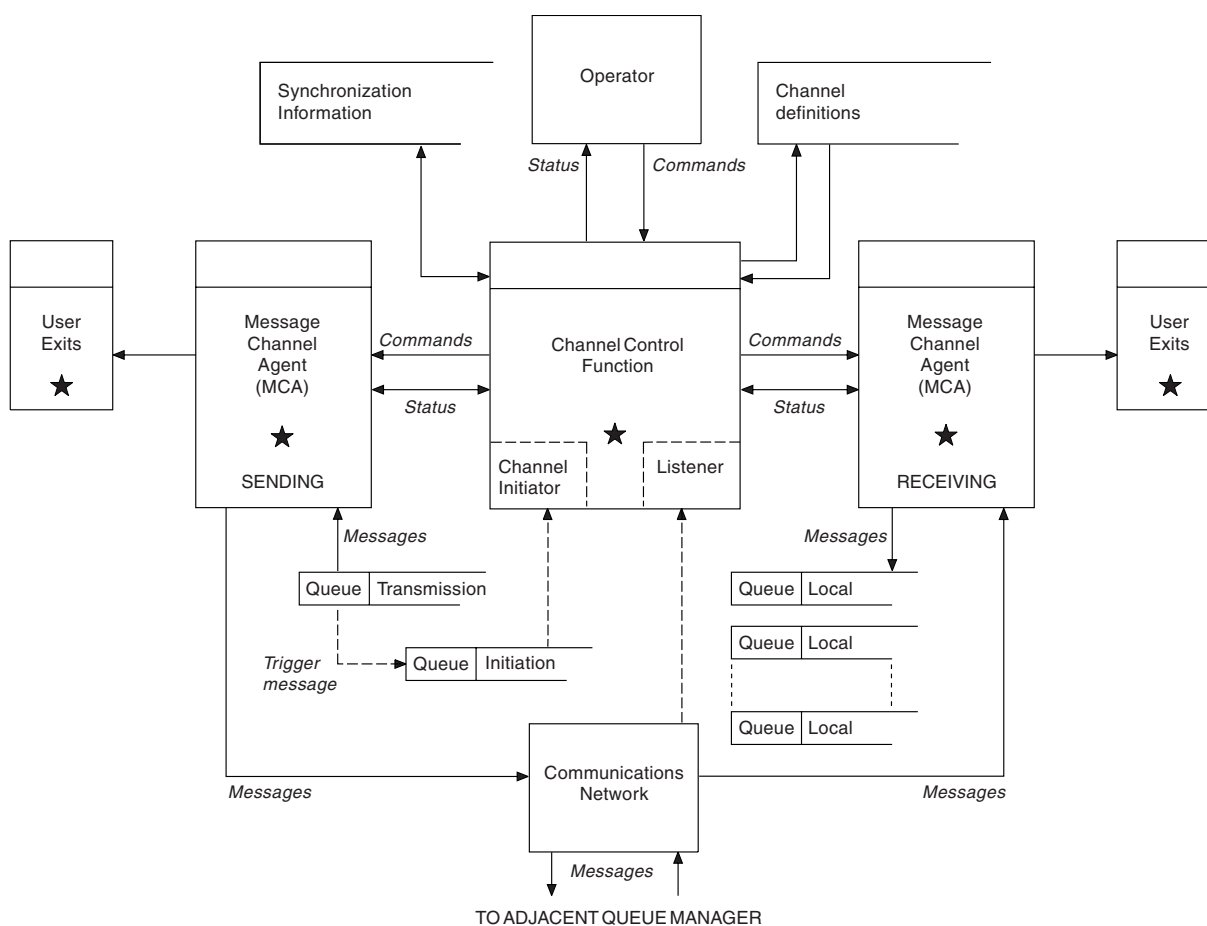 Operator
Synchronization
Information
Channel
definitions
Status
Commands
User
Exits
Message
Channel
Agent
(MCA)
SENDING
Commands
Status
Channel Control
Function
Channel
Initiator
Listener
Commands
Status
Message
Channel
Agent
(MCA)
RECEIVING
User
Exits
Messages
Queue Transmission
Trigger
message
Queue Initiation
Messages
Queue Local
Queue Local
Queue Local
Communications
Network
Messages
Messages
Messages
TO ADJACENT QUEUE MANAGER